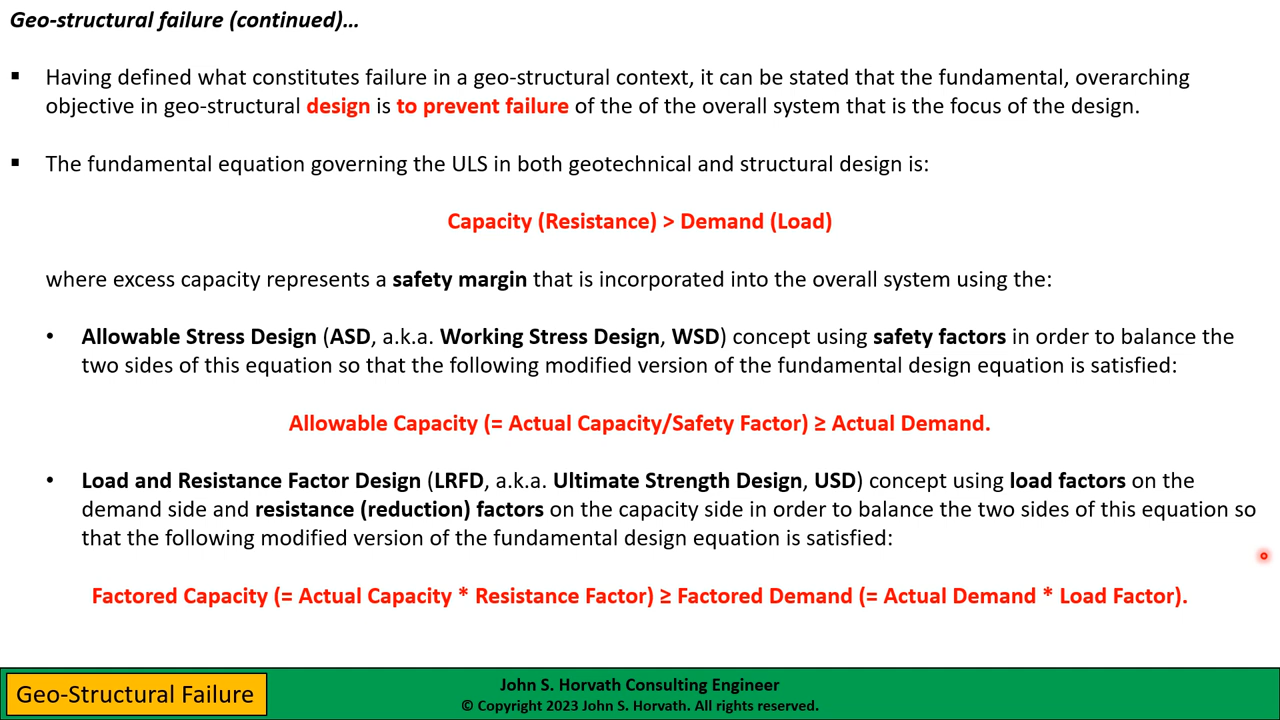 Geo-structural failure (continued)…
▪ Having defined what constitutes failure in a geo-structural context, it can be stated that the fundamental, overarching
objective in geo-structural design is to prevent failure of the of the overall system that is the focus of the design.
▪ The fundamental equation governing the ULS in both geotechnical and structural design is:
Capacity (Resistance) > Demand (Load)
where excess capacity represents a safety margin that is incorporated into the overall system using the:
• Allowable Stress Design (ASD, a.k.a. Working Stress Design, WSD) concept using safety factors in order to balance the
two sides of this equation so that the following modified version of the fundamental design equation is satisfied:
Allowable Capacity (= Actual Capacity/Safety Factor) ≥ Actual Demand.
• Load and Resistance Factor Design (LRFD, a.k.a. Ultimate Strength Design, USD) concept using load factors on the
demand side and resistance (reduction) factors on the capacity side in order to balance the two sides of this equation so
that the following modified version of the fundamental design equation is satisfied:
Factored Capacity (= Actual Capacity * Resistance Factor) ≥ Factored Demand (= Actual Demand * Load Factor).
Geo-Structural Failure
John S. Horvath Consulting Engineer
© Copyright 2023 John S. Horvath. All rights reserved.